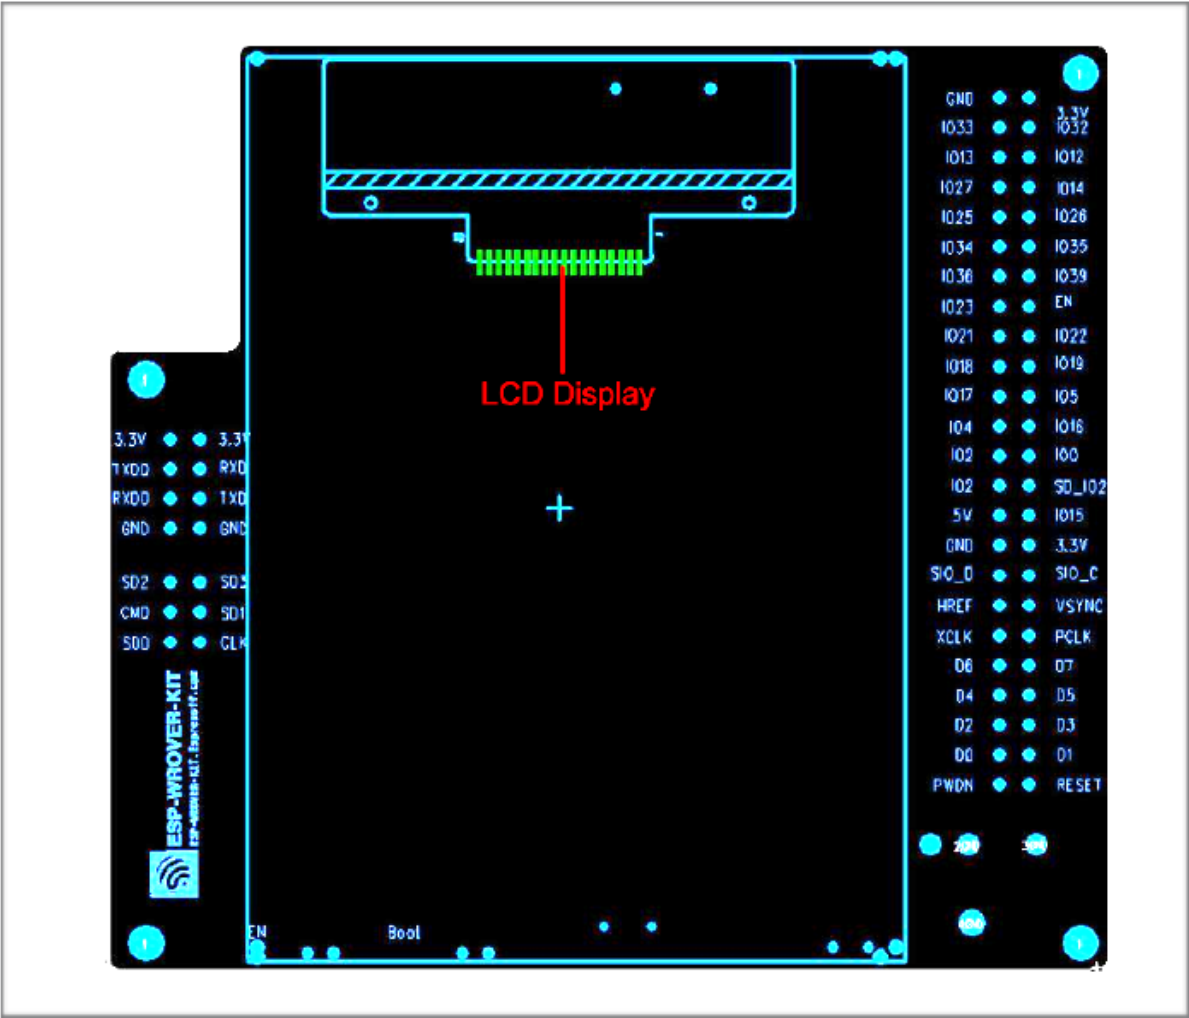 GND 3.3V
IO33 IO32
IO13 IO12
IO27 IO14
IO25 IO26
IO34 IO35
IO36 IO39
IO23 EN
IO21 IO22
IO18 IO19
IO17 IO5
IO4 IO16
IO2 IO0
IO2 SD_IO2
5V IO15
GND 3.3V
SIO_D SIO_C
HREF VSYNC
XCLK PCLK
D6 D7
D4 D5
D2 D3
D0 D1
PWDN RESET
LCD Display
3.3V 3.3V
TXD0 RXD
RXD0 TXD
GND GND
SD2 SD3
CMD SD1
SD0 CLK
ESP-WROVER-KIT
EN Boot